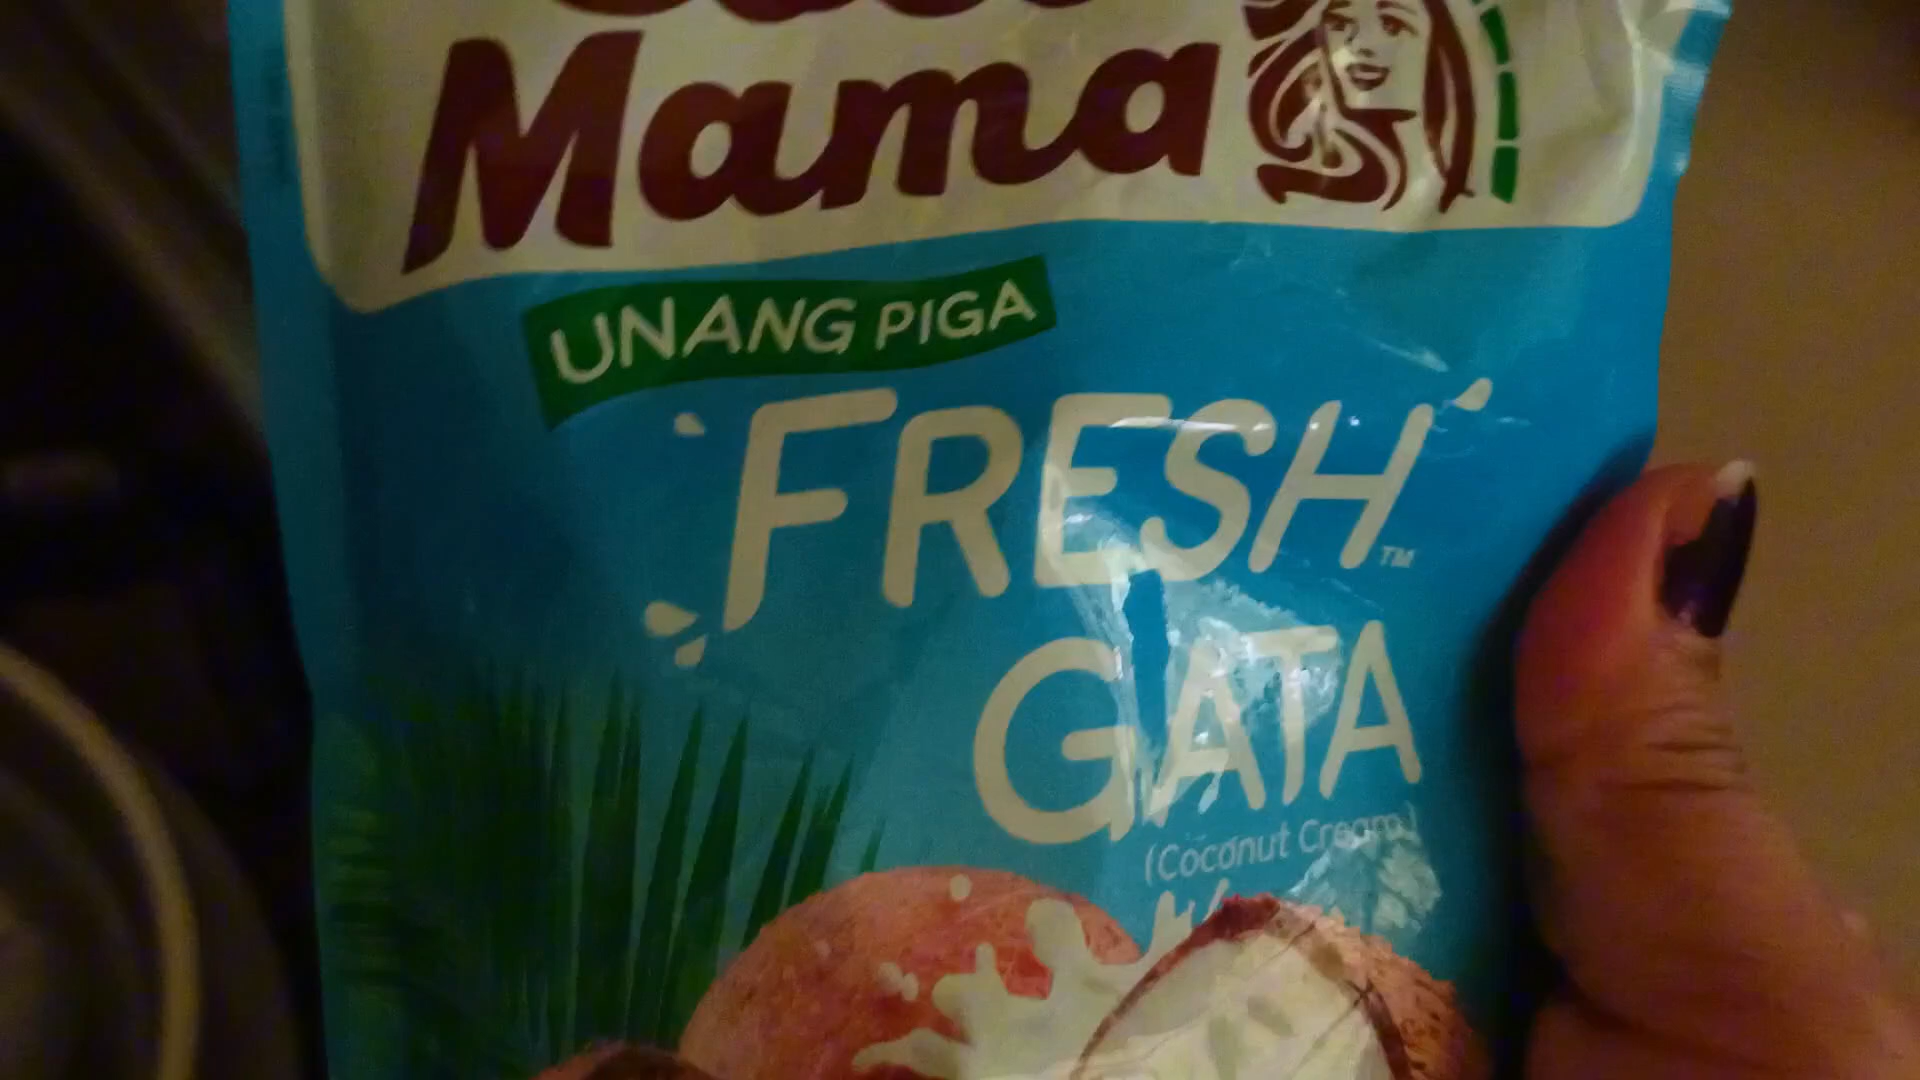 Mama
UNANG PIGA
FRESH™
GATA
(Coconut Cream)